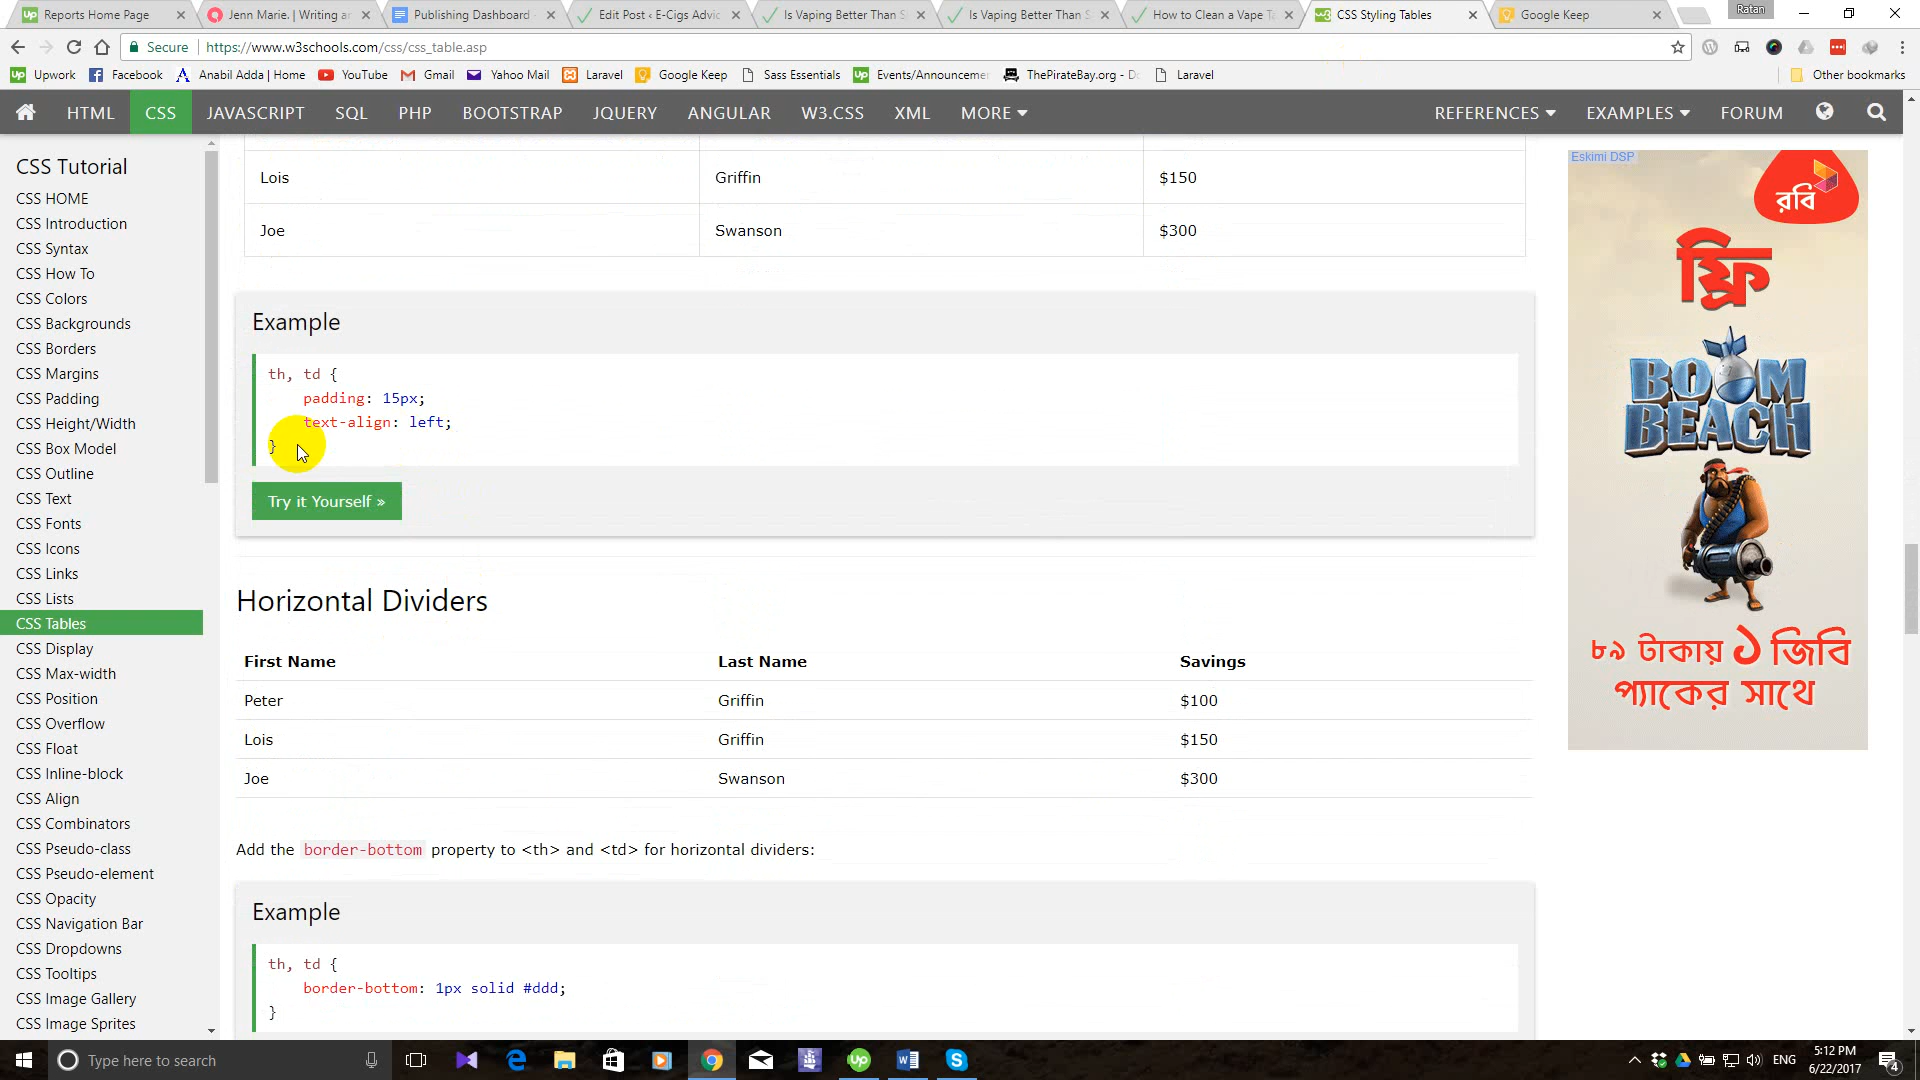 Reports Home Page
Jenn Marie. | Writing a
Publishing Dashboard
Edit Post ‹ E-Cigs Advic
Is Vaping Better Than S
Is Vaping Better Than S
How to Clean a Vape Ta
CSS Styling Tables
Google Keep
Ratan
Secure
https://www.w3schools.com/css/css_table.asp
Upwork
Facebook
Anabil Adda | Home
YouTube
Gmail
Yahoo Mail
Laravel
Google Keep
Sass Essentials
Events/Announceme
ThePirateBay.org - Do
Laravel
Other bookmarks
HTML
CSS
JAVASCRIPT
SQL
PHP
BOOTSTRAP
JQUERY
ANGULAR
W3.CSS
XML
MORE
REFERENCES
EXAMPLES
FORUM
CSS Tutorial
CSS HOME
CSS Introduction
CSS Syntax
CSS How To
CSS Colors
CSS Backgrounds
CSS Borders
CSS Margins
CSS Padding
CSS Height/Width
CSS Box Model
CSS Outline
CSS Text
CSS Fonts
CSS Icons
CSS Links
CSS Lists
CSS Tables
CSS Display
CSS Max-width
CSS Position
CSS Overflow
CSS Float
CSS Inline-block
CSS Align
CSS Combinators
CSS Pseudo-class
CSS Pseudo-element
CSS Opacity
CSS Navigation Bar
CSS Dropdowns
CSS Tooltips
CSS Image Gallery
CSS Image Sprites
Lois Griffin $150
Joe Swanson $300
Example
th, td {
padding: 15px;
text-align: left;
}
Try it Yourself »
Horizontal Dividers
First Name Last Name Savings
Peter Griffin $100
Lois Griffin $150
Joe Swanson $300
Add the border-bottom property to <th> and <td> for horizontal dividers:
Example
th, td {
border-bottom: 1px solid #ddd;
}
Eskimi DSP
রবি
ফ্রি
BOOM
BEACH
৮৯ টাকায় ১ জিবি
প্যাকের সাথে
Type here to search
ENG
5:12 PM
6/22/2017
4